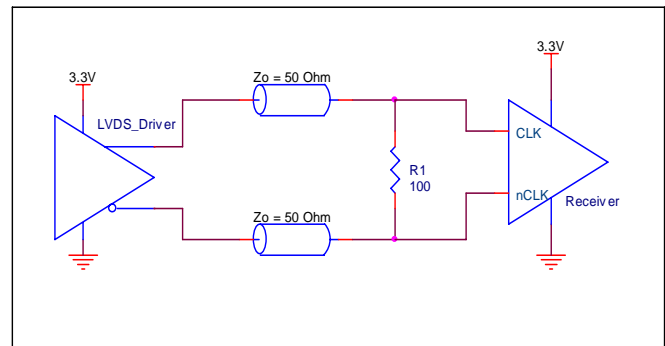 3.3V
Zo = 50 Ohm
3.3V
LVDS_Driver
CLK
R1
100
nCLK
Receiver
Zo = 50 Ohm